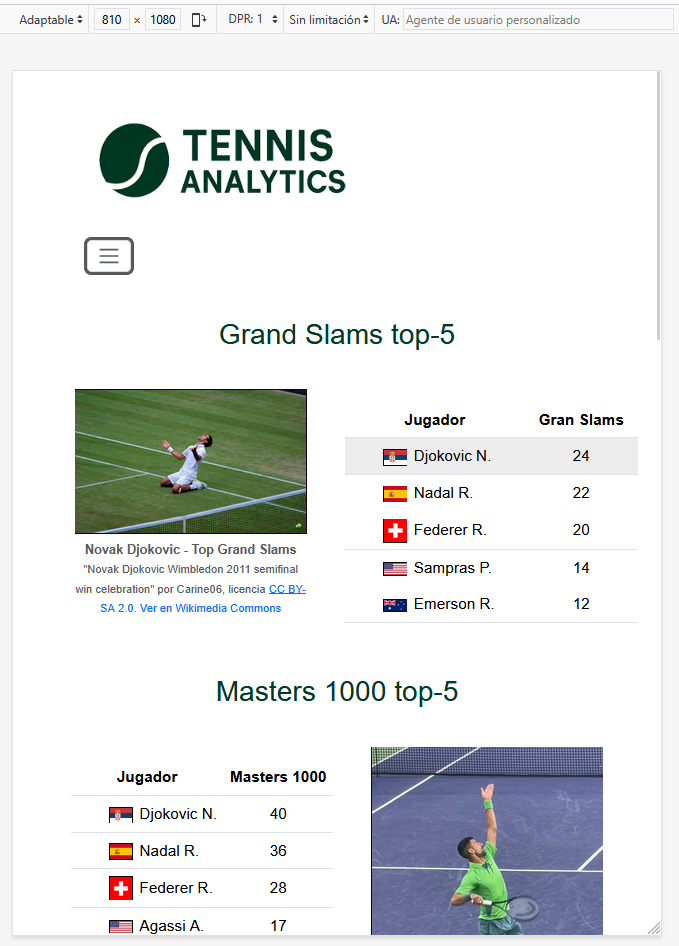 Adaptable 810 × 1080 DPR: 1 Sin limitación UA: Agente de usuario personalizado
TENNIS
ANALYTICS
Grand Slams top-5
Novak Djokovic - Top Grand Slams
"Novak Djokovic Wimbledon 2011 semifinal
win celebration" por Carine06, licencia CC BY-
SA 2.0. Ver en Wikimedia Commons
Jugador Gran Slams
Djokovic N. 24
Nadal R. 22
Federer R. 20
Sampras P. 14
Emerson R. 12
Masters 1000 top-5
Jugador Masters 1000
Djokovic N. 40
Nadal R. 36
Federer R. 28
Agassi A. 17